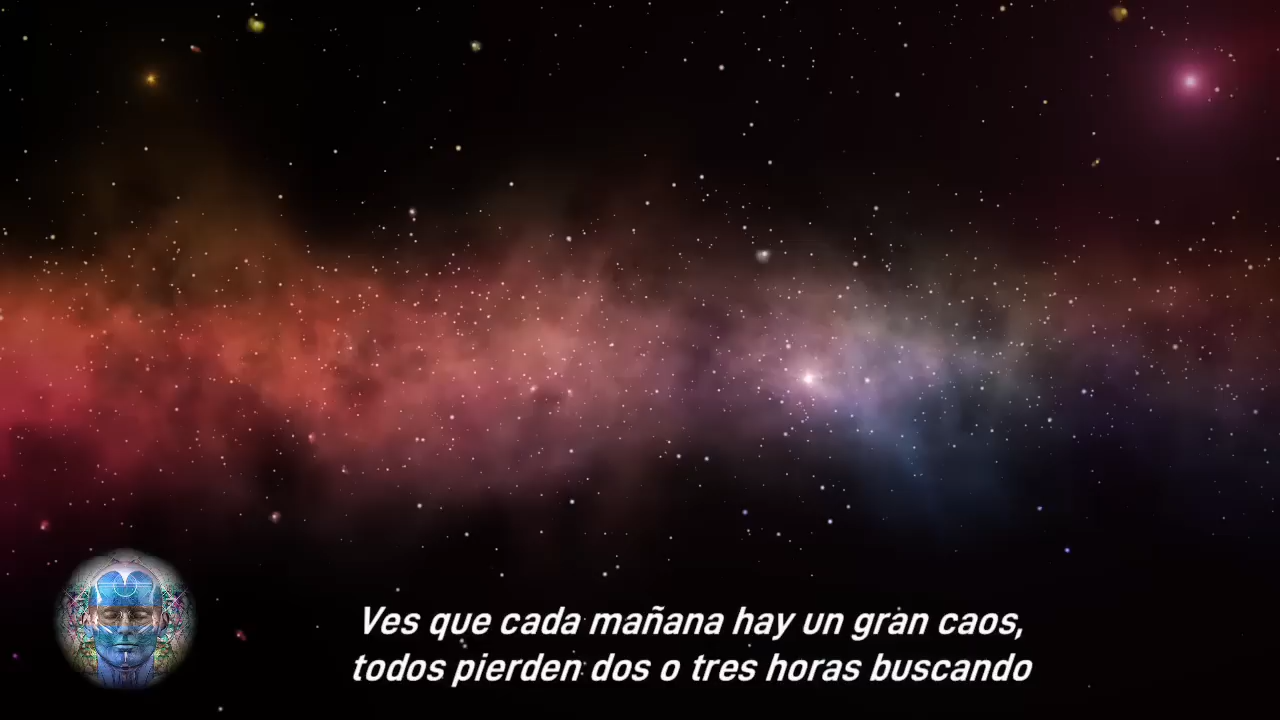 Ves que cada mañana hay un gran caos,
todos pierden dos o tres horas buscando